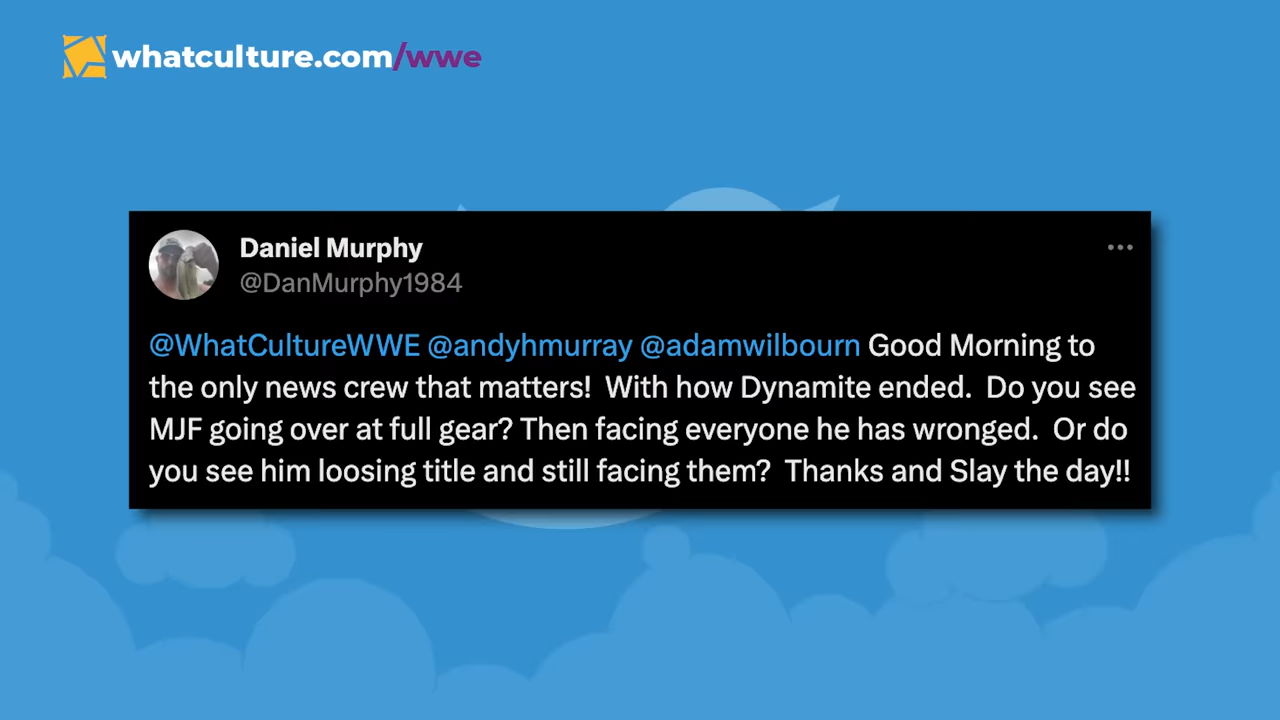 whatculture.com/wwe
Daniel Murphy
@DanMurphy1984
@WhatCultureWWE @andyhmurray @adamwilbourn Good Morning to
the only news crew that matters!  With how Dynamite ended.  Do you see
MJF going over at full gear? Then facing everyone he has wronged.  Or do
you see him loosing title and still facing them?  Thanks and Slay the day!!